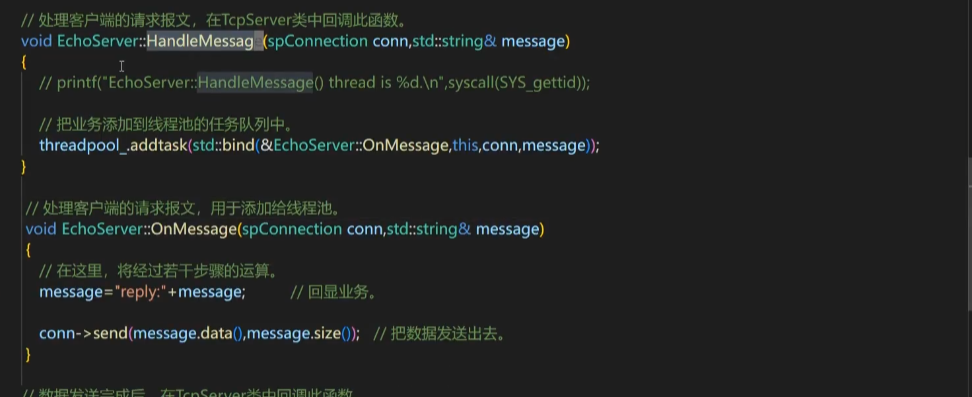 // 处理客户端的请求报文，在TcpServer类中回调此函数。
void EchoServer::HandleMessage(spConnection conn,std::string& message)
{
// printf("EchoServer::HandleMessage() thread is %d.\n",syscall(SYS_gettid));
// 把业务添加到线程池的任务队列中。
threadpool_.addtask(std::bind(&EchoServer::OnMessage,this,conn,message));
}
// 处理客户端的请求报文，用于添加给线程池。
void EchoServer::OnMessage(spConnection conn,std::string& message)
{
// 在这里，将经过若干步骤的运算。
message="reply:"+message; // 回显业务。
conn->send(message.data(),message.size()); // 把数据发送出去。
}
// 数据发送完成后，在TcpServer类中回调此函数